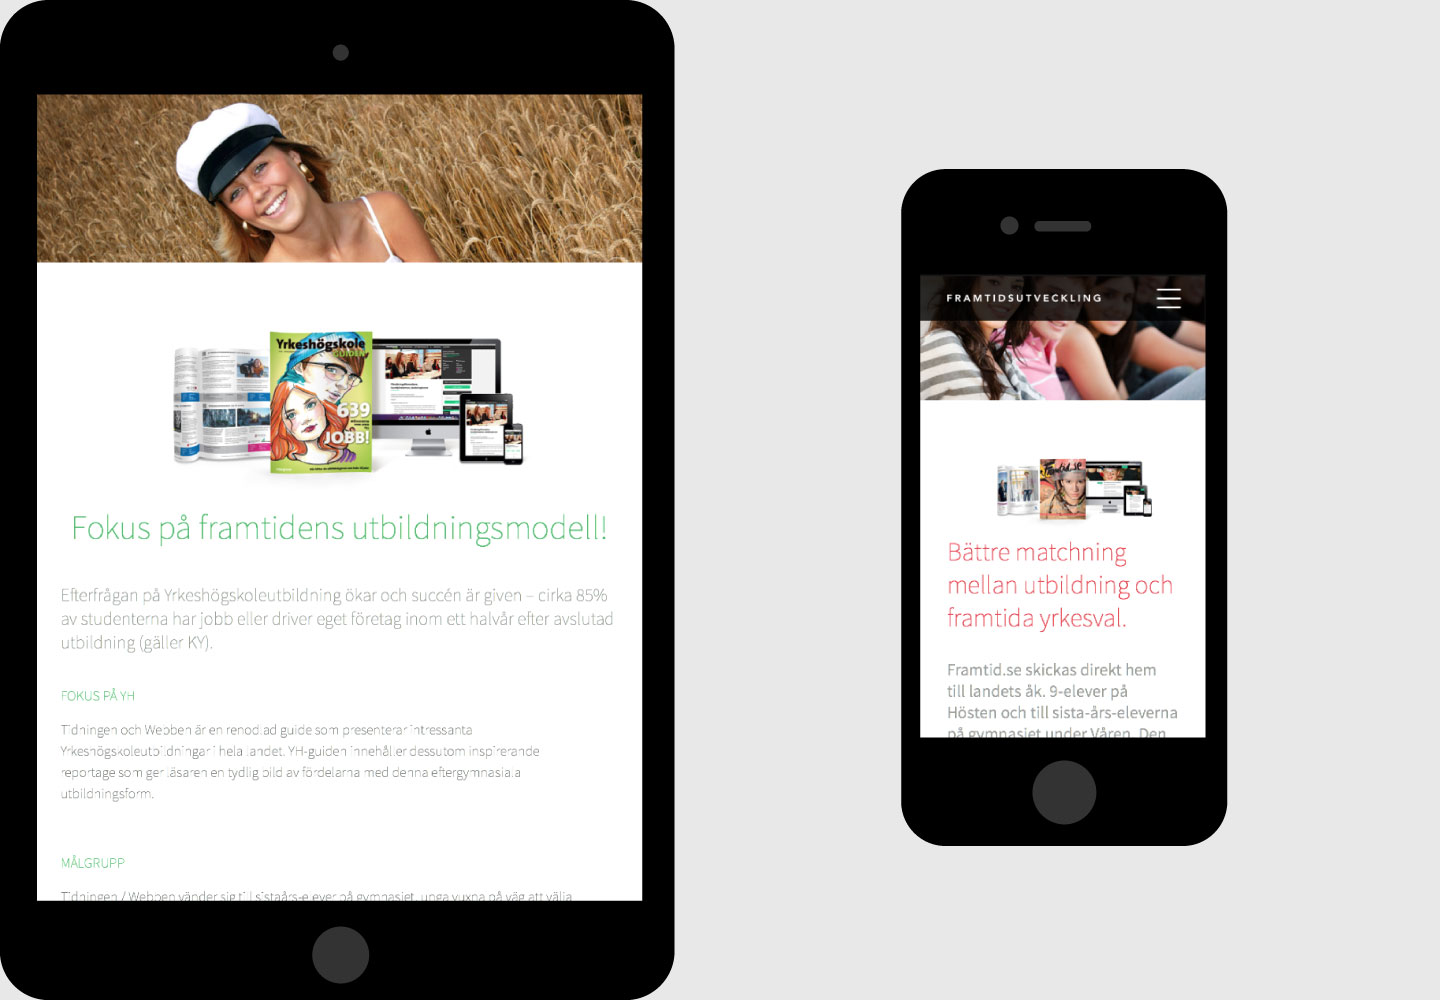 Yrkeshögskole
GUIDEN
639
JOBB!
Fokus på framtidens utbildningsmodell!
Efterfrågan på Yrkeshögskoleutbildning ökar och succén är given – cirka 85%
av studenterna har jobb eller driver eget företag inom ett halvår efter avslutad
utbildning (gäller KY).
FOKUS PÅ YH
Tidningen och Webben är en renodlad guide som presenterar intressanta
Yrkeshögskoleutbildningar i hela landet. YH-guiden innehåller dessutom inspirerande
reportage som ger läsaren en tydlig bild av fördelarna med denna eftergymnasiala
utbildningsform.
MÅLGRUPP
Tidningen / Webben vänder sig till sistaårs-elever på gymnasiet, unga vuxna på väg att välja
FRAMTIDSUTVECKLING
Framtid.se
Bättre matchning
mellan utbildning och
framtida yrkesval.
Framtid.se skickas direkt hem
till landets åk. 9-elever på
Hösten och till sista-års-eleverna
på gymnasiet under Våren. Den